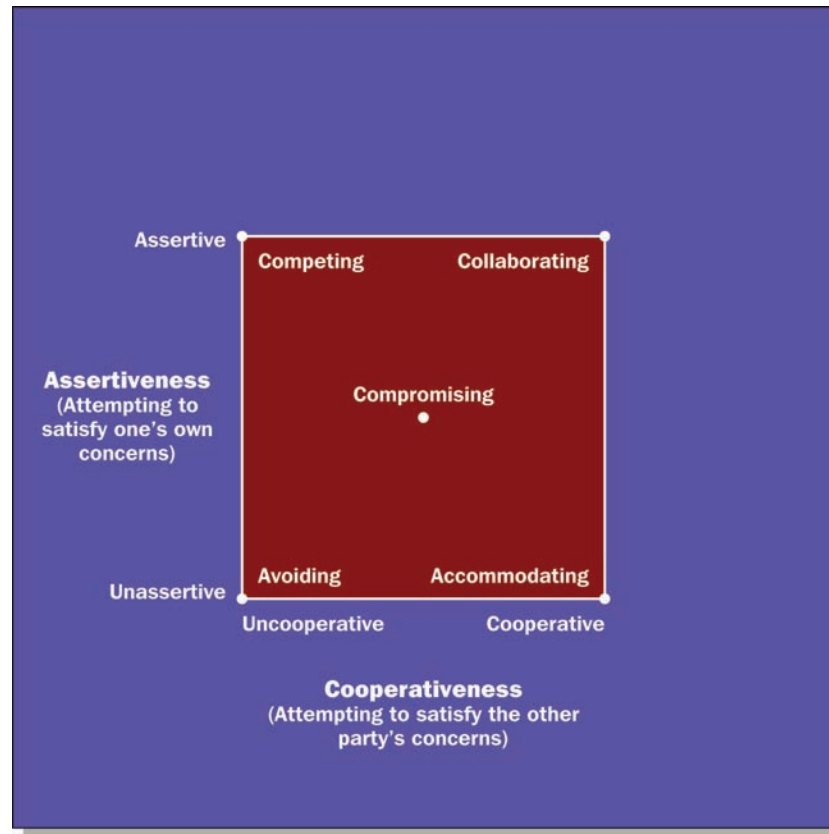 Assertive
Competing
Collaborating
Assertiveness
(Attempting to
satisfy one's own
concerns)
Compromising
Unassertive
Avoiding
Accommodating
Uncooperative
Cooperative
Cooperativeness
(Attempting to satisfy the other
party's concerns)